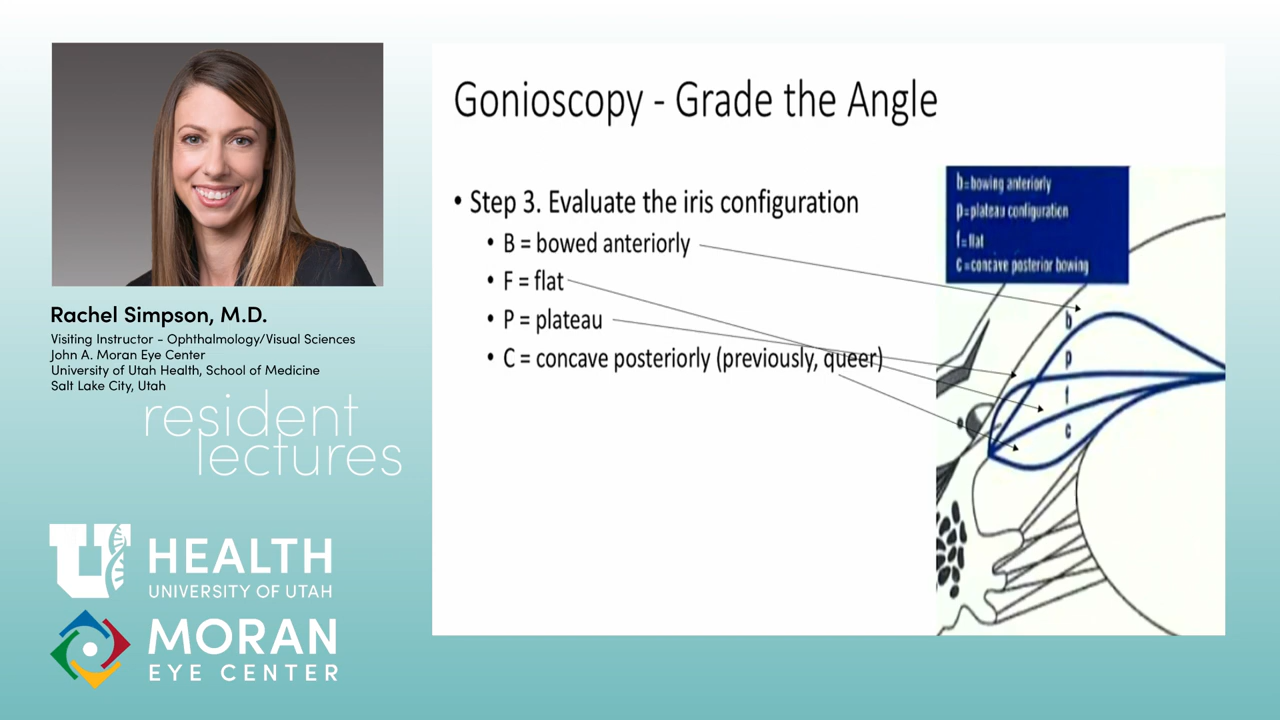 Rachel Simpson, M.D.
Visiting Instructor - Ophthalmology/Visual Sciences
John A. Moran Eye Center
University of Utah Health, School of Medicine
Salt Lake City, Utah
resident
lectures
U HEALTH
UNIVERSITY OF UTAH
MORAN
EYE CENTER
Gonioscopy - Grade the Angle
• Step 3. Evaluate the iris configuration
• B = bowed anteriorly
• F = flat
• P = plateau
• C = concave posteriorly (previously, queer)
b=bowing anteriorly
p=plateau configuration
f=flat
c=concave posterior bowing
b
p
f
c